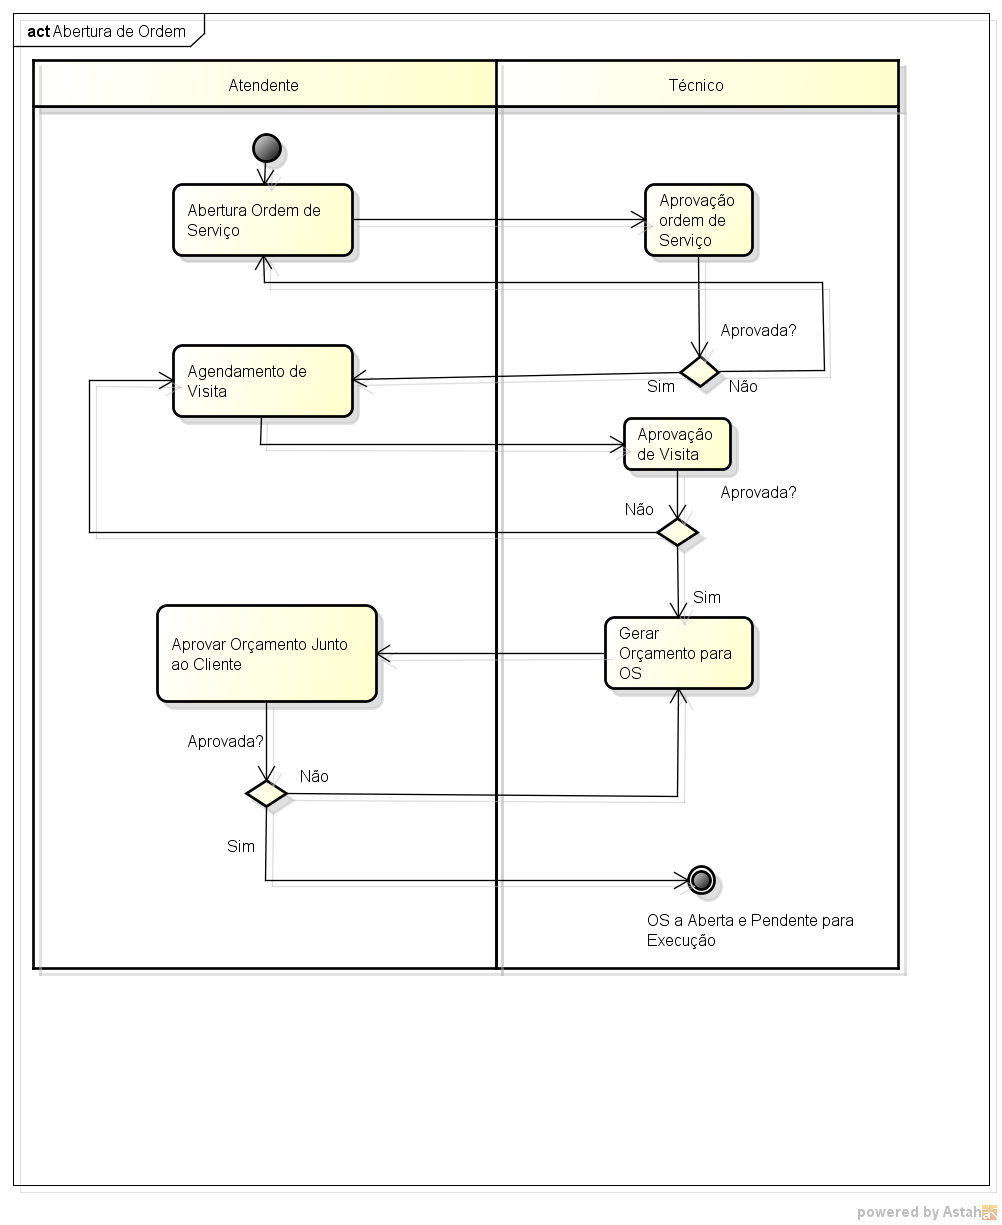 act Abertura de Ordem
Atendente
Técnico
Abertura Ordem de
Serviço
Aprovação
ordem de
Serviço
Aprovada?
Sim
Não
Agendamento de
Visita
Aprovação
de Visita
Aprovada?
Não
Sim
Aprovar Orçamento Junto
ao Cliente
Gerar
Orçamento para
OS
Aprovada?
Não
Sim
OS a Aberta e Pendente para
Execução
powered by Astah